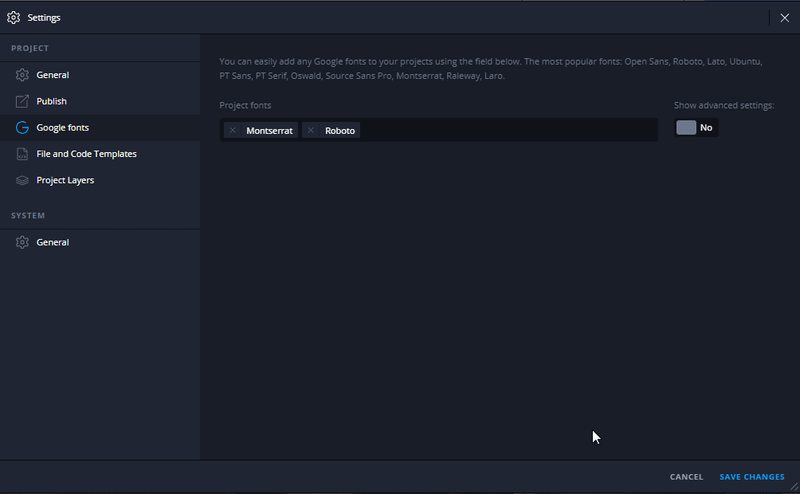 Settings
PROJECT
General
Publish
Google fonts
File and Code Templates
Project Layers
SYSTEM
General
You can easily add any Google fonts to your projects using the field below. The most popular fonts: Open Sans, Roboto, Lato, Ubuntu,
PT Sans, PT Serif, Oswald, Source Sans Pro, Montserrat, Raleway, Laro.
Project fonts
Show advanced settings:
Montserrat
Roboto
No
CANCEL
SAVE CHANGES